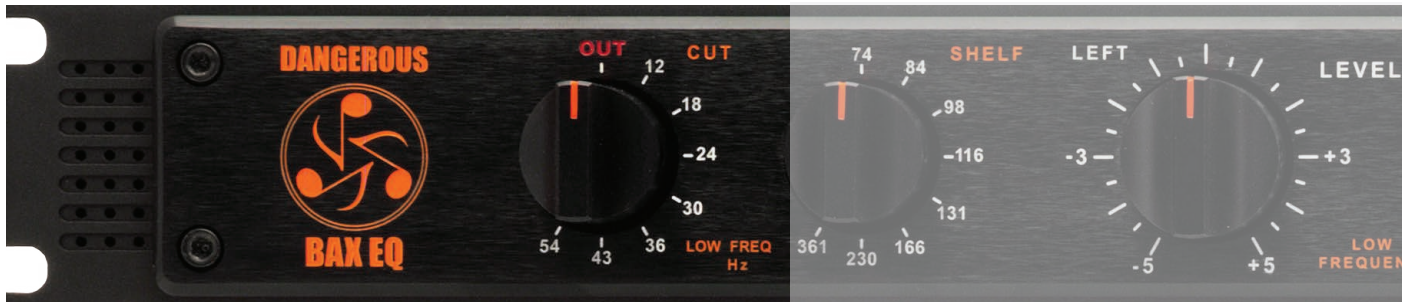 DANGEROUS
BAX EQ
OUT
CUT
12
18
24
30
36
43
54
LOW FREQ
Hz
74
SHELF
84
98
116
131
166
230
361
LEFT
LEVEL
-3
+3
-5
+5
LOW
FREQUEN